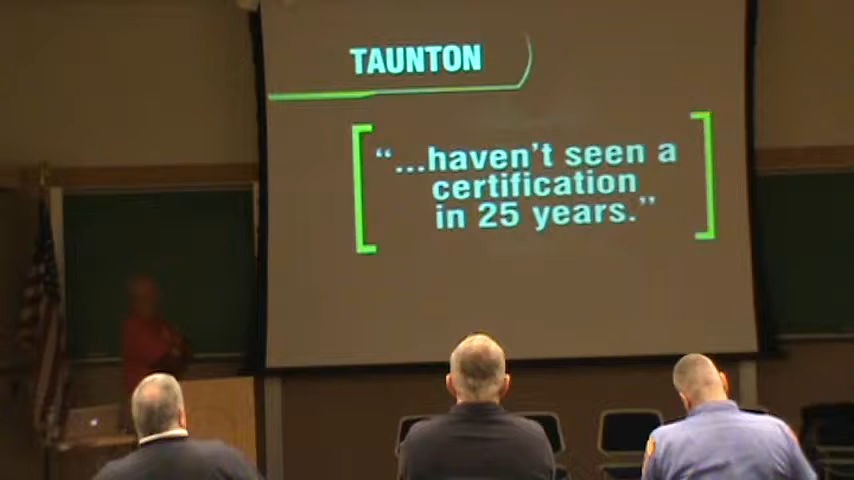 TAUNTON
“...haven’t seen a
certification
in 25 years.”